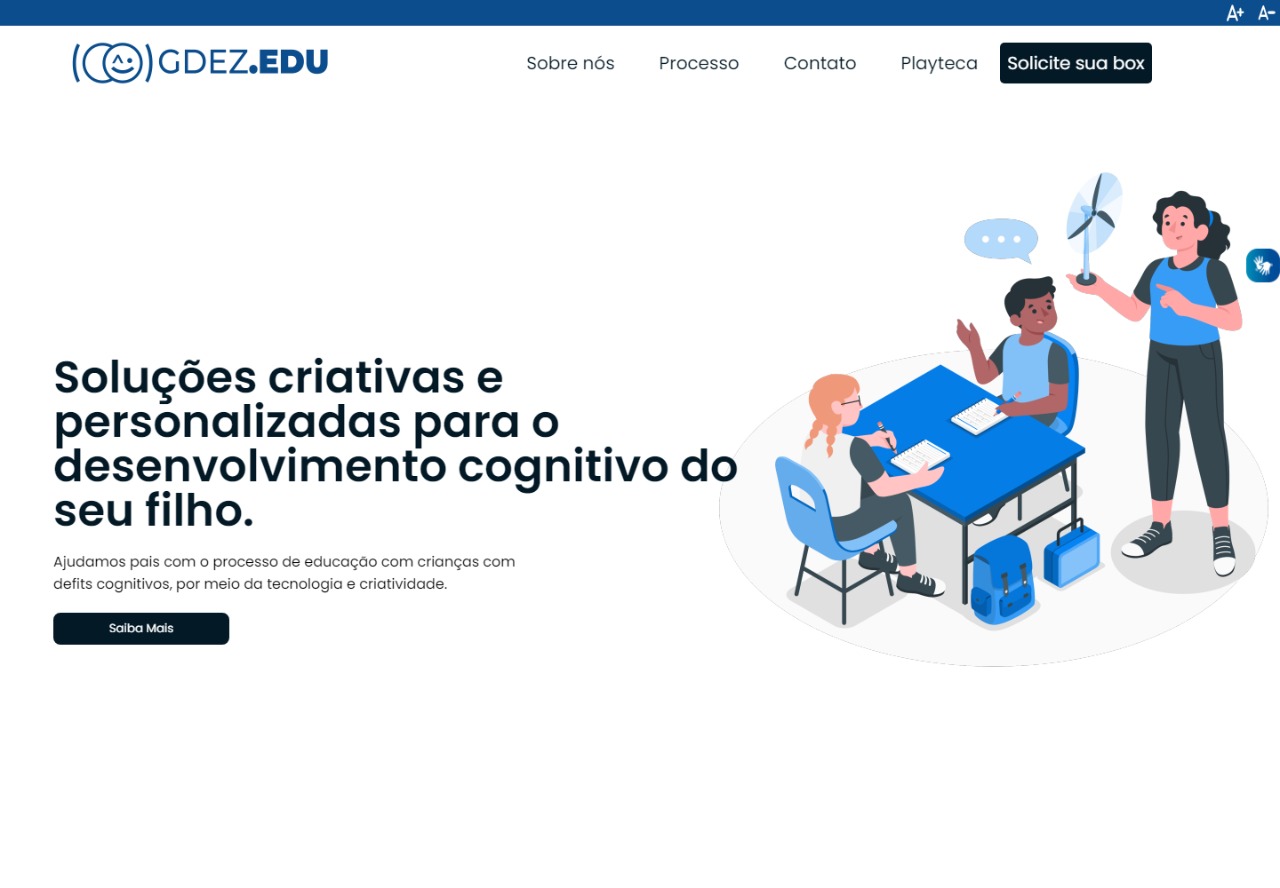 A+ A-
GDEZ.EDU
Sobre nós Processo Contato Playteca Solicite sua box
Soluções criativas e
personalizadas para o
desenvolvimento cognitivo do
seu filho.
Ajudamos pais com o processo de educação com crianças com
defits cognitivos, por meio da tecnologia e criatividade.
Saiba Mais